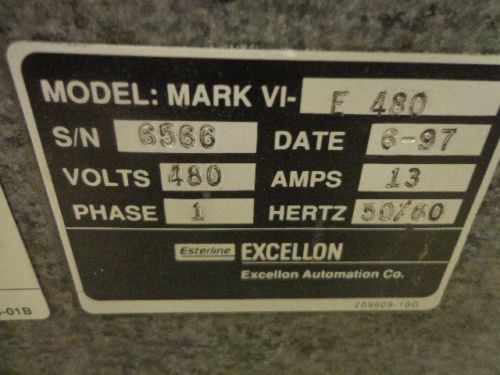 MODEL: MARK VI- E 480
S/N 6566 DATE 6-97
VOLTS 480 AMPS 13
PHASE 1 HERTZ 50/60
Esterline EXCELLON
Excellon Automation Co.
209609-10G
-01B